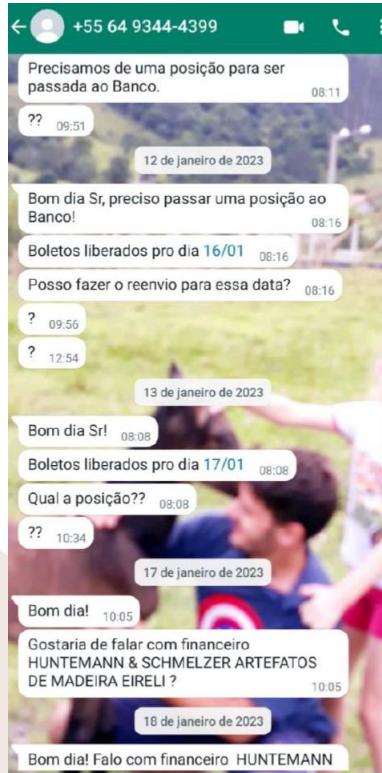 +55 64 9344-4399
Precisamos de uma posição para ser
passada ao Banco.
08:11
?? 09:51
12 de janeiro de 2023
Bom dia Sr, preciso passar uma posição ao
Banco!
08:16
Boletos liberados pro dia 16/01 08:16
Posso fazer o reenvio para essa data? 08:16
? 09:56
? 12:54
13 de janeiro de 2023
Bom dia Sr! 08:08
Boletos liberados pro dia 17/01 08:08
Qual a posição?? 08:08
?? 10:34
17 de janeiro de 2023
Bom dia! 10:05
Gostaria de falar com financeiro
HUNTEMANN & SCHMELZER ARTEFATOS
DE MADEIRA EIRELI ?
10:05
18 de janeiro de 2023
Bom dia! Falo com financeiro HUNTEMANN